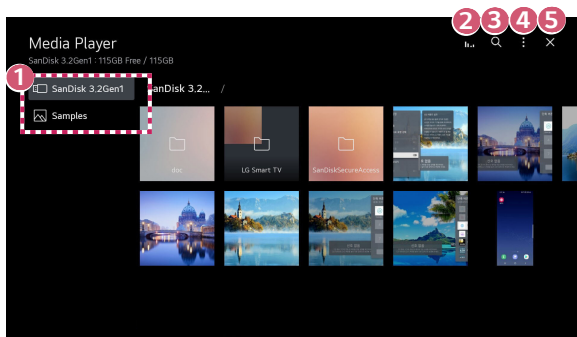 2 3 4 5
Media Player
SanDisk 3.2Gen1 : 115GB Free / 115GB
1
SanDisk 3.2Gen1
Samples
anDisk 3.2... /
doc
LG Smart TV
SanDiskSecureAccess